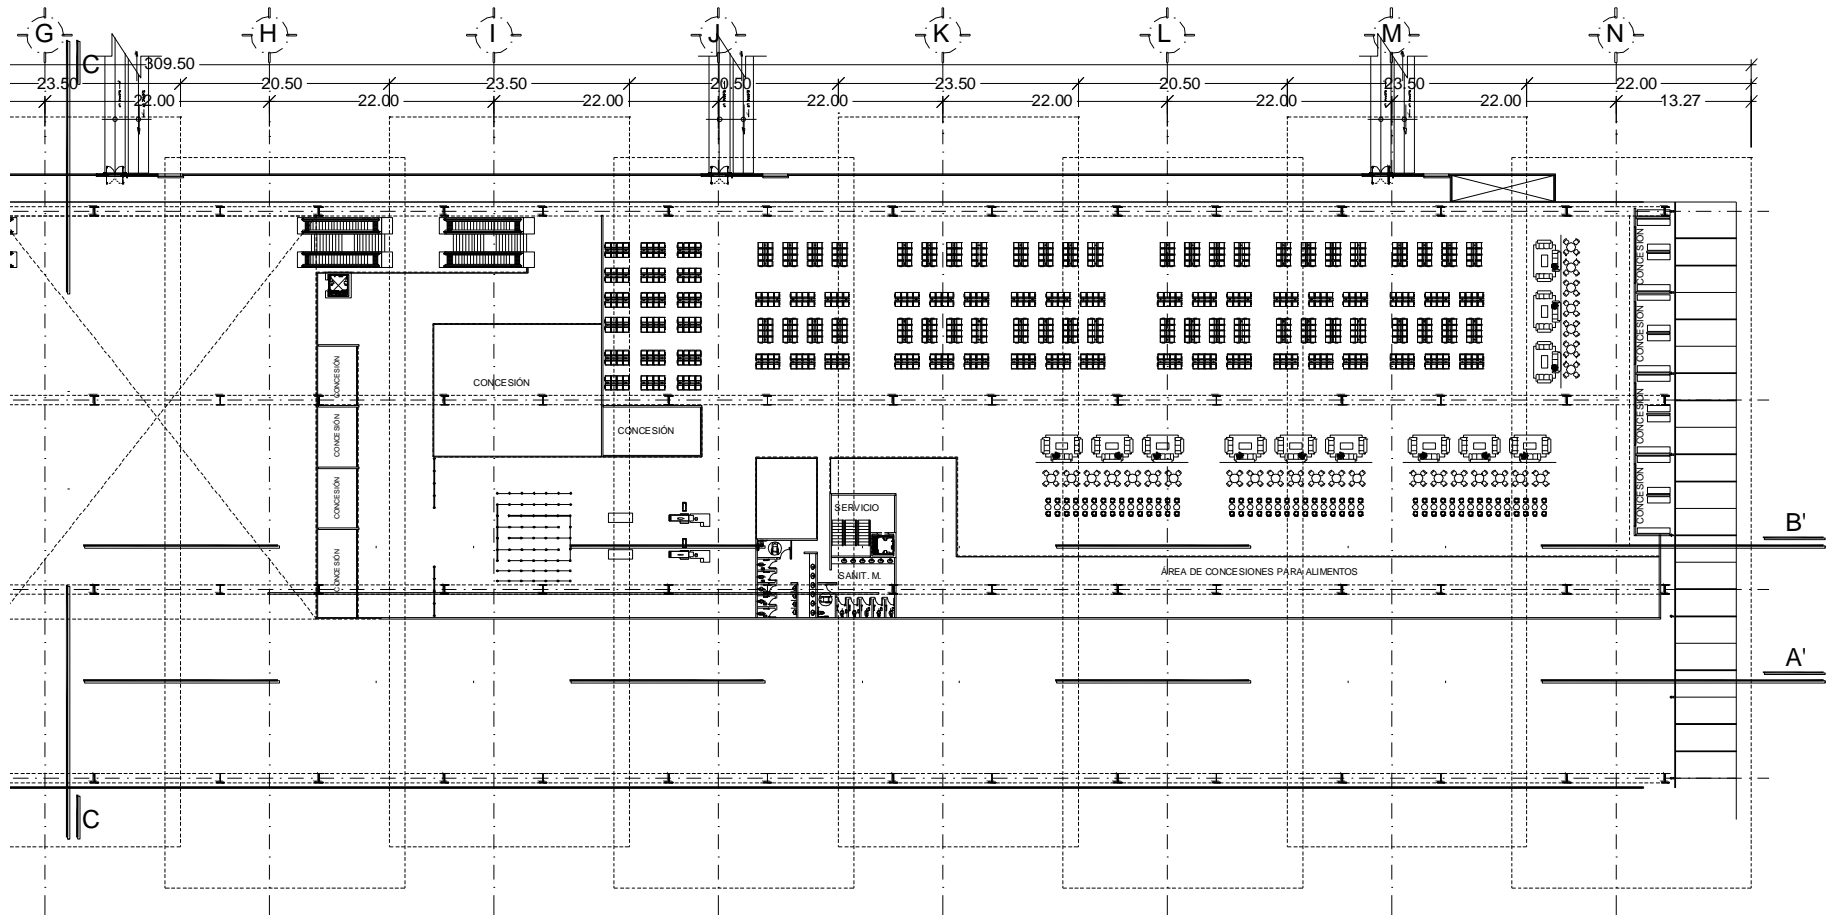 G H I J K L M N
C
309.50
23.50 20.50 23.50 20.50 23.50 20.50 23.50 22.00
22.00 22.00 22.00 22.00 22.00 22.00 22.00 13.27
CONCESIÓN
CONCESIÓN
CONCESIÓN
CONCESIÓN
CONCESIÓN
CONCESIÓN
CONCESIÓN
CONCESIÓN
CONCESIÓN
CONCESIÓN
SERVICIO
B'
SANIT. M.
ÁREA DE CONCESIONES PARA ALIMENTOS
A'
C